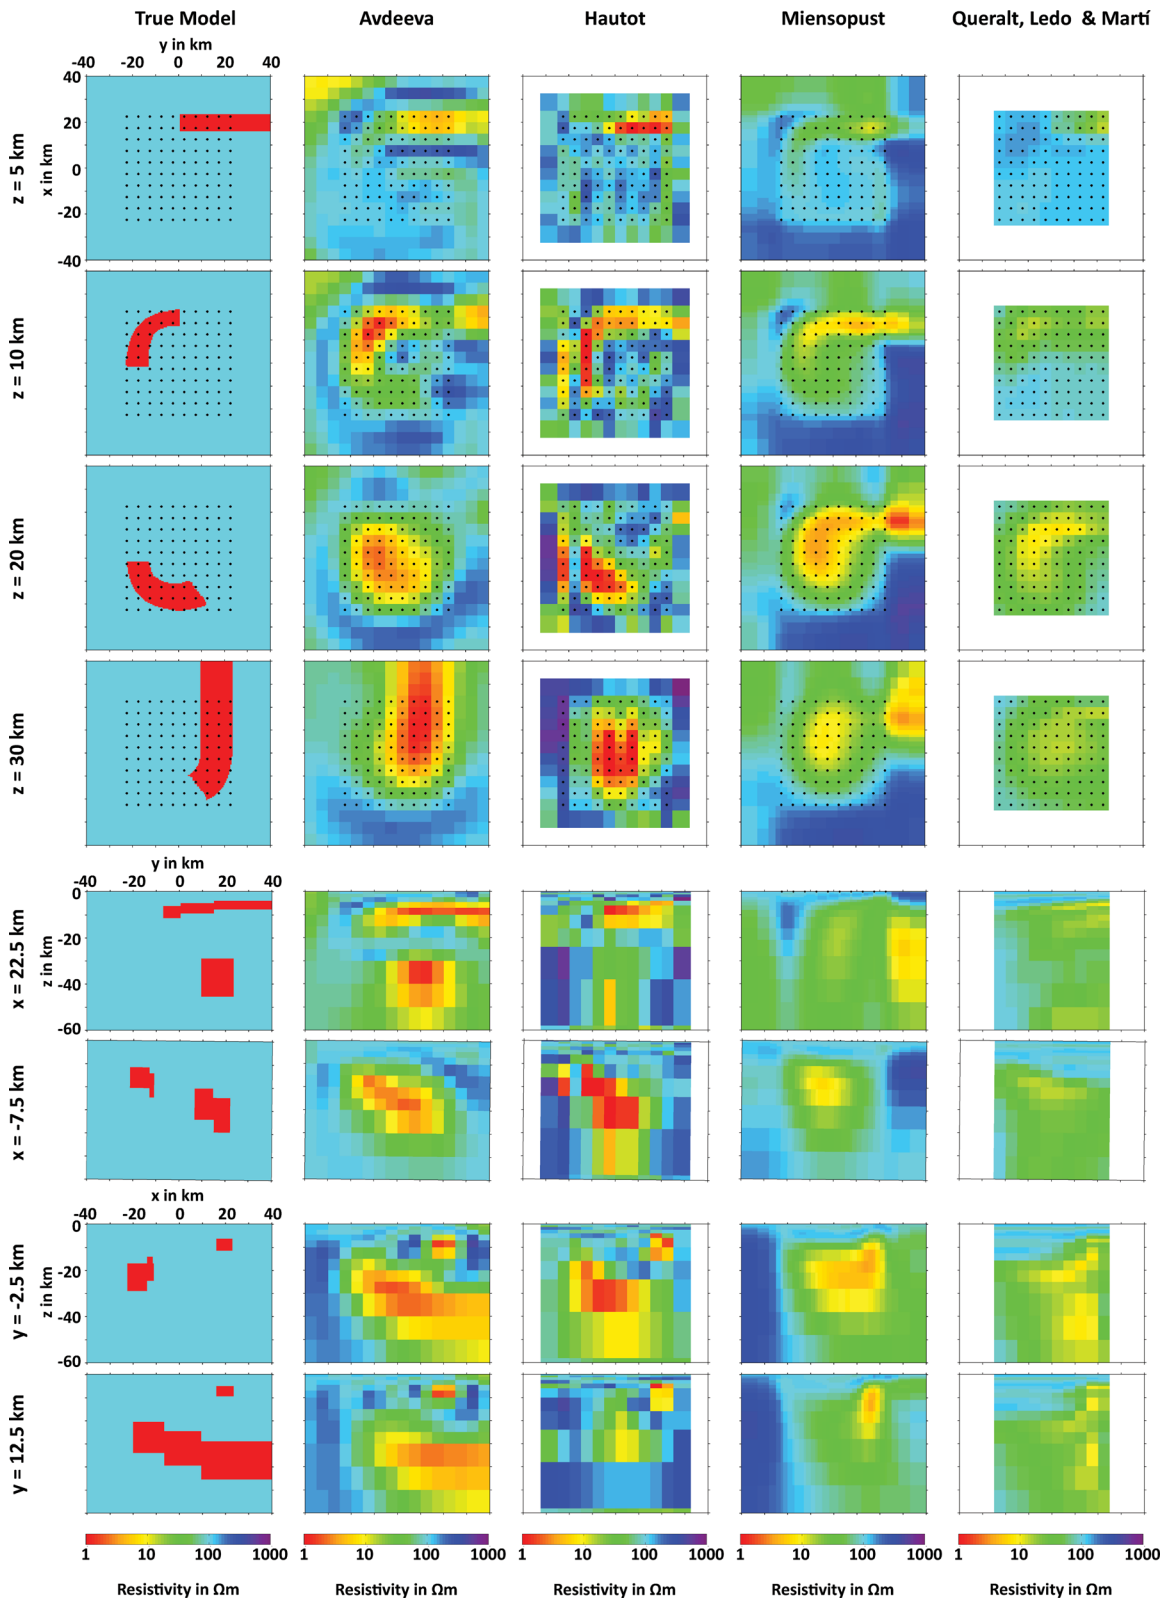 True Model Avdeeva Hautot Miensopust Queralt, Ledo & Martí
y in km
-40 -20 0 20 40
z = 5 km
x in km
40
20
0
-20
-40
z = 10 km
z = 20 km
z = 30 km
y in km
-40 -20 0 20 40
x = 22.5 km
z in km
0
-20
-40
-60
x = -7.5 km
x in km
-40 -20 0 20 40
y = -2.5 km
z in km
0
-20
-40
-60
y = 12.5 km
1 10 100 1000 1 10 100 1000 1 10 100 1000 1 10 100 1000 1 10 100 1000
Resistivity in Ωm Resistivity in Ωm Resistivity in Ωm Resistivity in Ωm Resistivity in Ωm